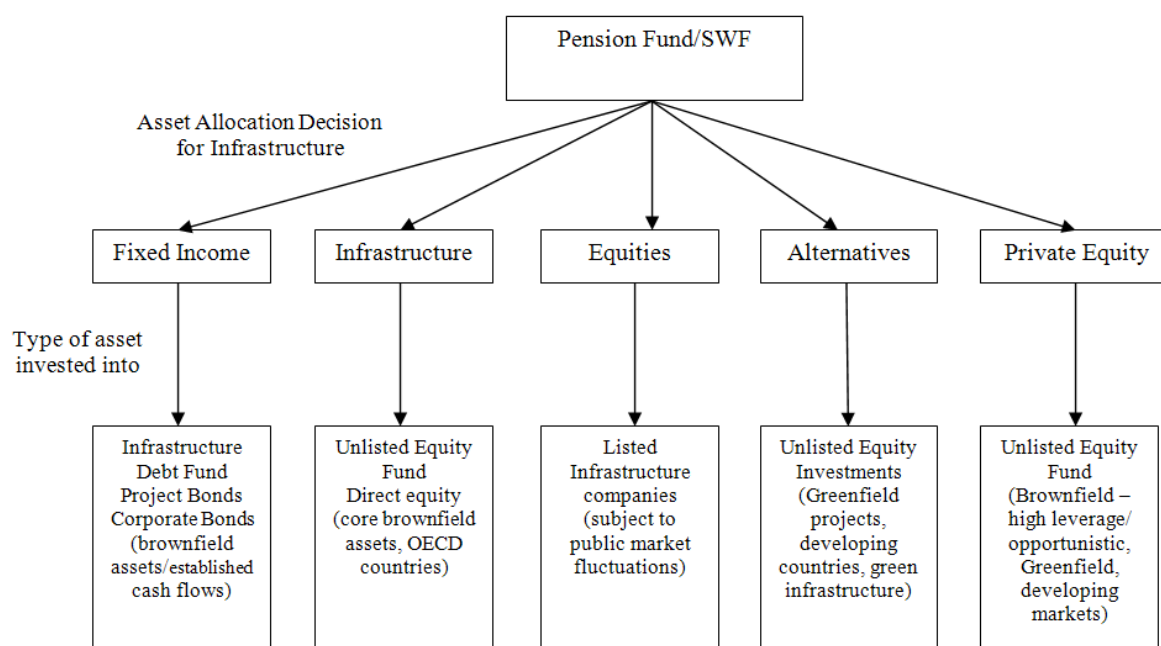 Pension Fund/SWF
Asset Allocation Decision
for Infrastructure
Fixed Income
Infrastructure
Equities
Alternatives
Private Equity
Type of asset
invested into
Infrastructure
Debt Fund
Project Bonds
Corporate Bonds
(brownfield
assets/established
cash flows)
Unlisted Equity
Fund
Direct equity
(core brownfield
assets, OECD
countries)
Listed
Infrastructure
companies
(subject to
public market
fluctuations)
Unlisted Equity
Investments
(Greenfield
projects,
developing
countries, green
infrastructure)
Unlisted Equity
Fund
(Brownfield –
high leverage/
opportunistic,
Greenfield,
developing
markets)